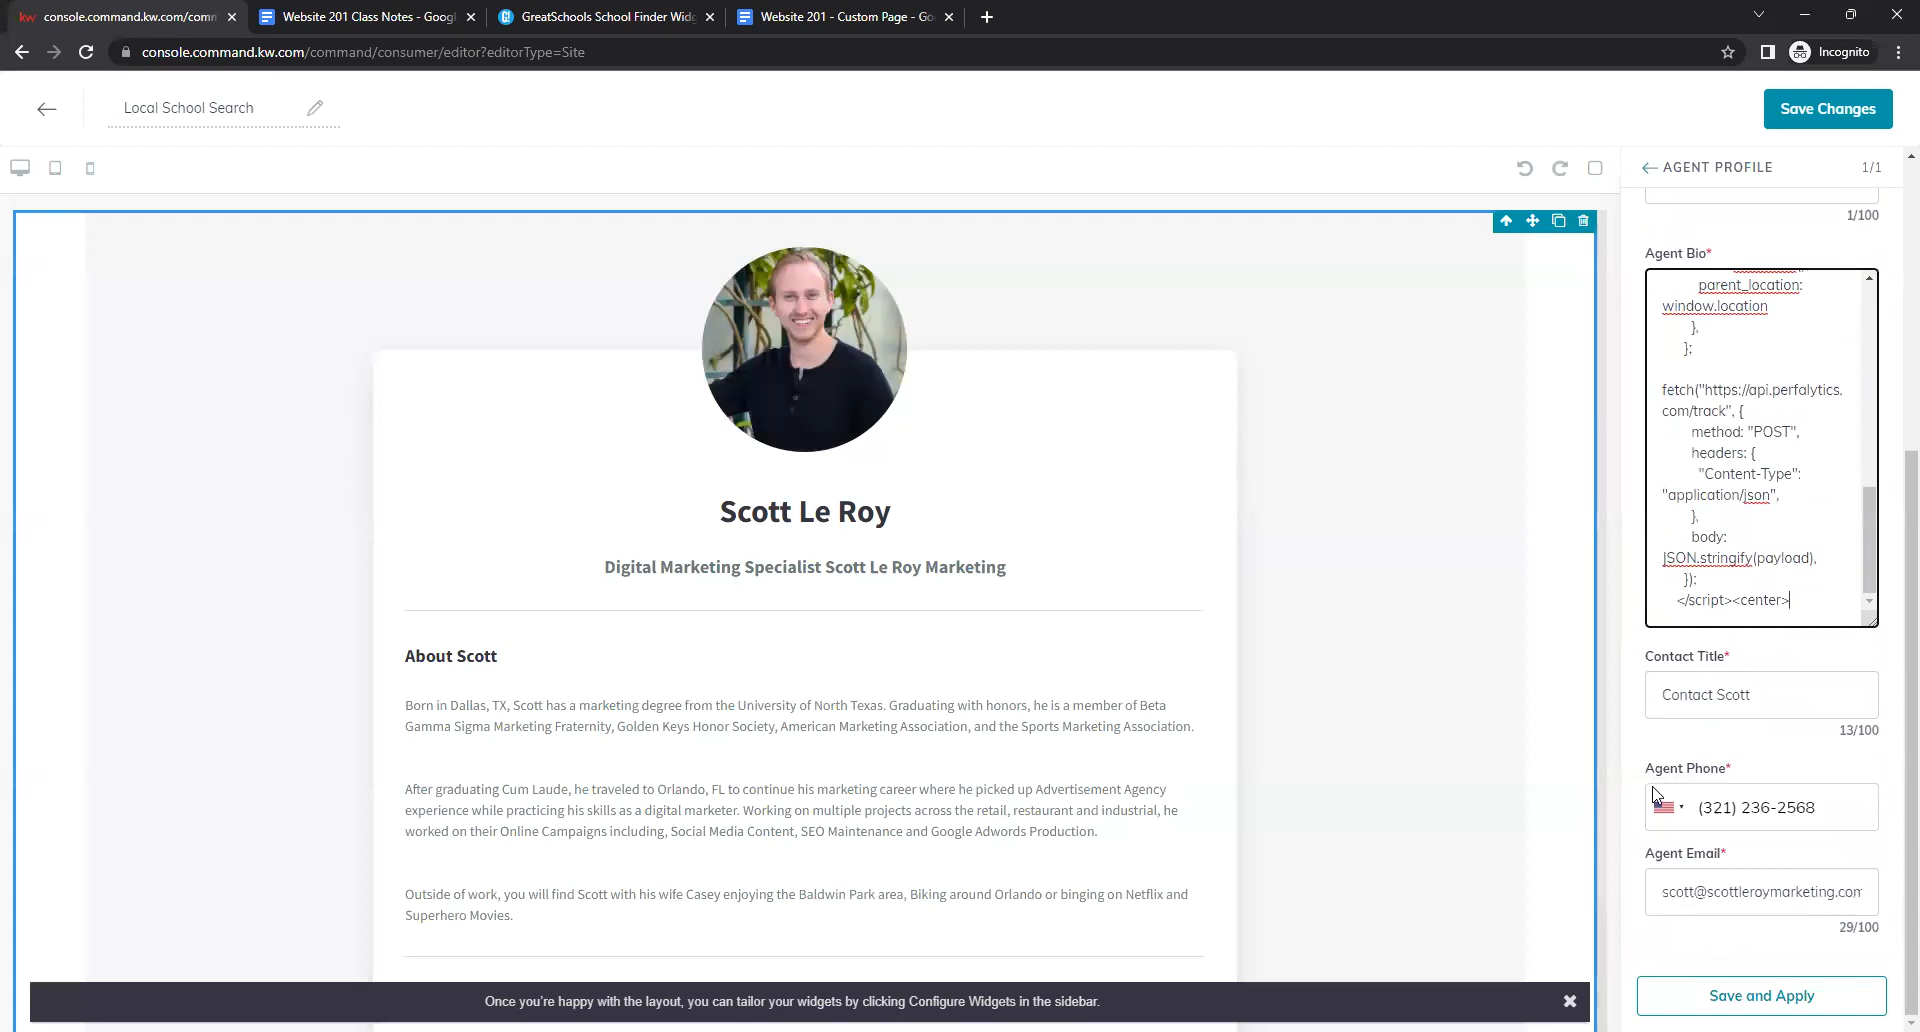 kw console.command.kw.com/comm
Website 201 Class Notes - Googl
GreatSchools School Finder Widg
Website 201 - Custom Page - Go
console.command.kw.com/command/consumer/editor?editorType=Site
Incognito
Local School Search
Save Changes
AGENT PROFILE
1/1
1/100
Agent Bio*
parent_location:
window.location
},
};
fetch("https://api.perfalytics.
com/track", {
method: "POST",
headers: {
"Content-Type":
"application/json",
},
body:
JSON.stringify(payload),
});
</script><center>
Contact Title*
Contact Scott
13/100
Agent Phone*
(321) 236-2568
Agent Email*
scott@scottleroymarketing.com
29/100
Save and Apply
Scott Le Roy
Digital Marketing Specialist Scott Le Roy Marketing
About Scott
Born in Dallas, TX, Scott has a marketing degree from the University of North Texas. Graduating with honors, he is a member of Beta
Gamma Sigma Marketing Fraternity, Golden Keys Honor Society, American Marketing Association, and the Sports Marketing Association.
After graduating Cum Laude, he traveled to Orlando, FL to continue his marketing career where he picked up Advertisement Agency
experience while practicing his skills as a digital marketer. Working on multiple projects across the retail, restaurant and industrial, he
worked on their Online Campaigns including, Social Media Content, SEO Maintenance and Google Adwords Production.
Outside of work, you will find Scott with his wife Casey enjoying the Baldwin Park area, Biking around Orlando or binging on Netflix and
Superhero Movies.
Once you're happy with the layout, you can tailor your widgets by clicking Configure Widgets in the sidebar.